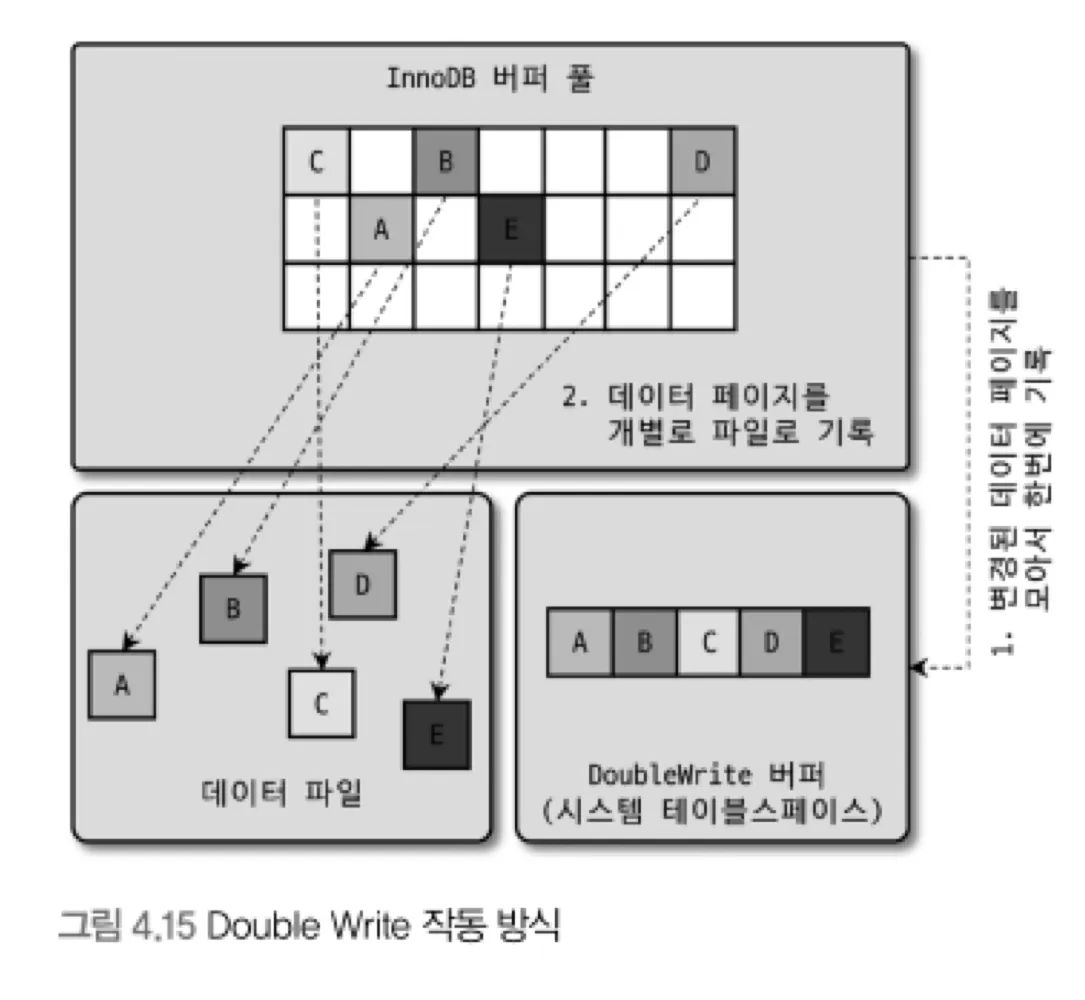 InnoDB 버퍼 풀
C
B
D
A
E
2. 데이터 페이지를
개별로 파일로 기록
1. 변경된 데이터 페이지를
모아서 한번에 기록
D
B
A
C
E
데이터 파일
A B C D E
DoubleWrite 버퍼
(시스템 테이블스페이스)
그림 4.15 Double Write 작동 방식